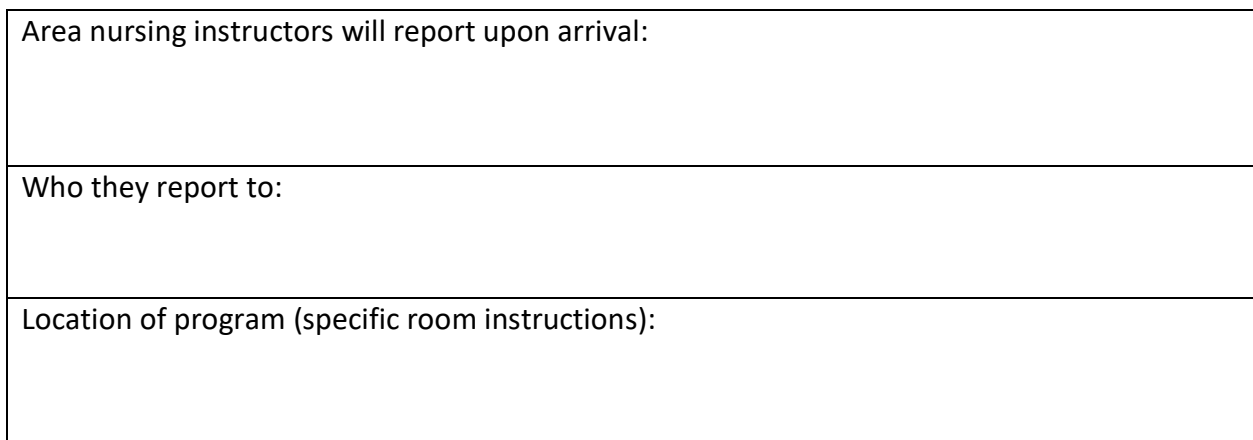 Area nursing instructors will report upon arrival:
Who they report to:
Location of program (specific room instructions):